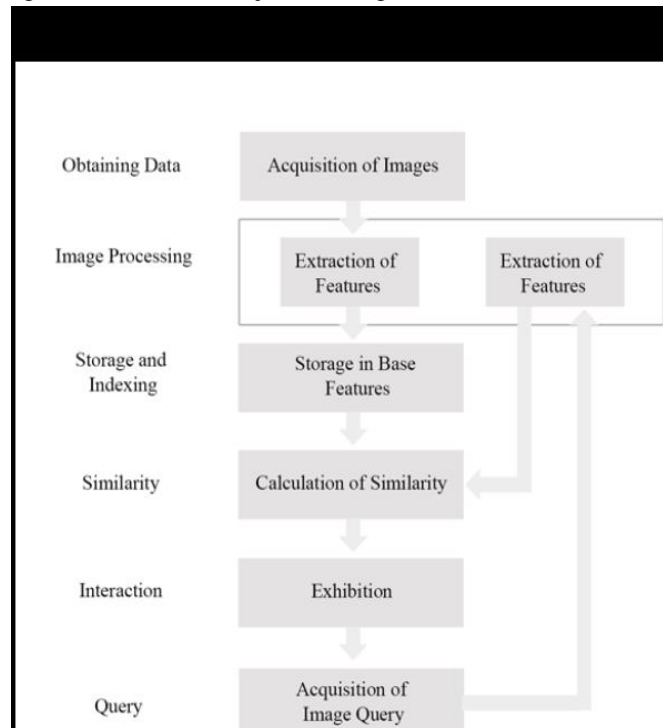 Obtaining Data
Acquisition of Images
Image Processing
Extraction of
Features
Extraction of
Features
Storage and
Indexing
Storage in Base
Features
Similarity
Calculation of Similarity
Interaction
Exhibition
Query
Acquisition of
Image Query